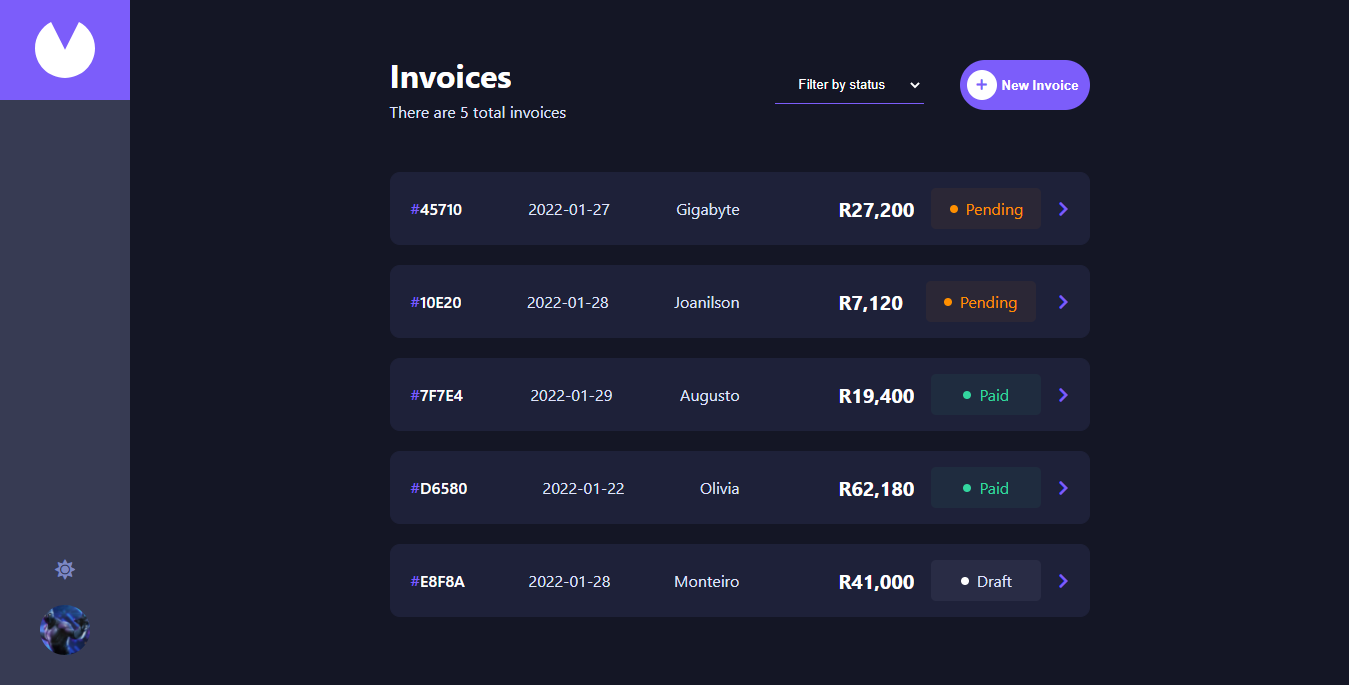 Invoices
There are 5 total invoices
Filter by status
+ New Invoice
#45710 2022-01-27 Gigabyte R27,200 Pending
#10E20 2022-01-28 Joanilson R7,120 Pending
#7F7E4 2022-01-29 Augusto R19,400 Paid
#D6580 2022-01-22 Olivia R62,180 Paid
#E8F8A 2022-01-28 Monteiro R41,000 Draft